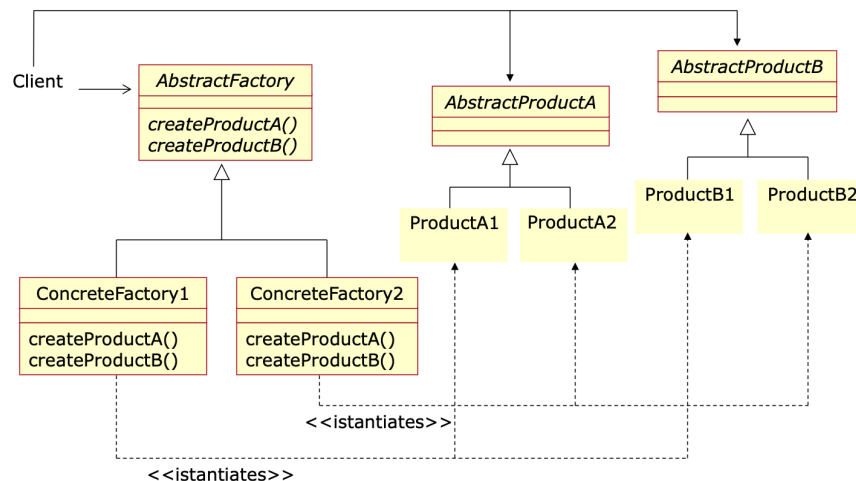 Client
AbstractFactory
createProductA()
createProductB()
AbstractProductA
AbstractProductB
ProductA1
ProductA2
ProductB1
ProductB2
ConcreteFactory1
createProductA()
createProductB()
ConcreteFactory2
createProductA()
createProductB()
<<istantiates>>
<<istantiates>>